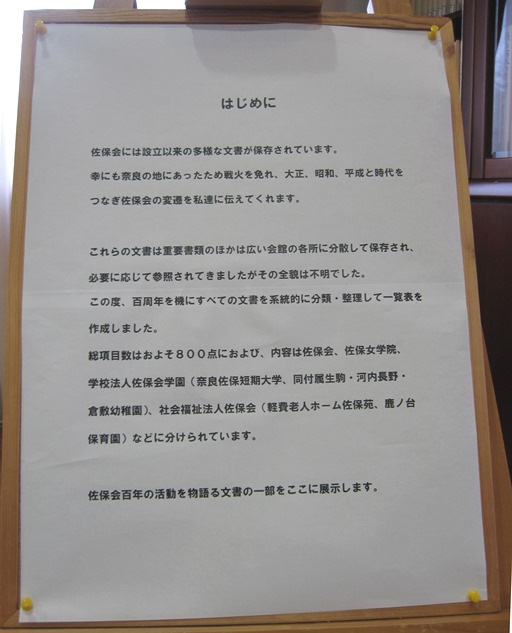 はじめに
佐保会には設立以来の多様な文書が保存されています。
幸にも奈良の地にあったため戦火を免れ、大正、昭和、平成と時代を
つなぎ佐保会の変遷を私達に伝えてくれます。
これらの文書は重要書類のほかは広い会館の各所に分散して保存され、
必要に応じて参照されてきましたがその全貌は不明でした。
この度、百周年を機にすべての文書を系統的に分類・整理して一覧表を
作成しました。
総項目数はおよそ800点におよび、内容は佐保会、佐保女学院、
学校法人佐保会学園（奈良佐保短期大学、同付属生駒・河内長野・
倉敷幼稚園）、社会福祉法人佐保会（軽費老人ホーム佐保苑、鹿ノ台
保育園）などに分けられています。
佐保会百年の活動を物語る文書の一部をここに展示します。